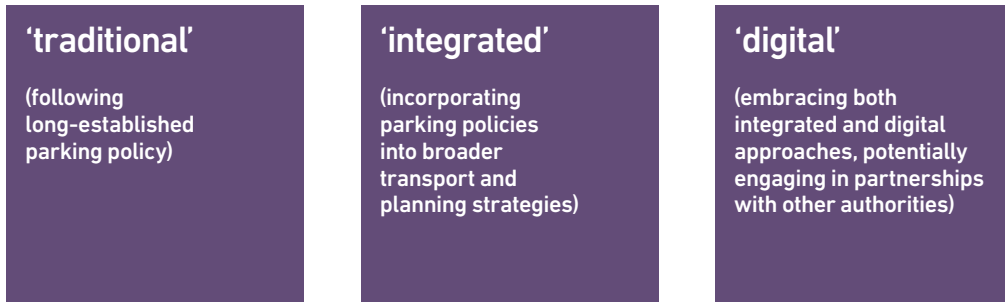 ‘traditional’
(following
long-established
parking policy)
‘integrated’
(incorporating
parking policies
into broader
transport and
planning strategies)
‘digital’
(embracing both
integrated and digital
approaches, potentially
engaging in partnerships
with other authorities)